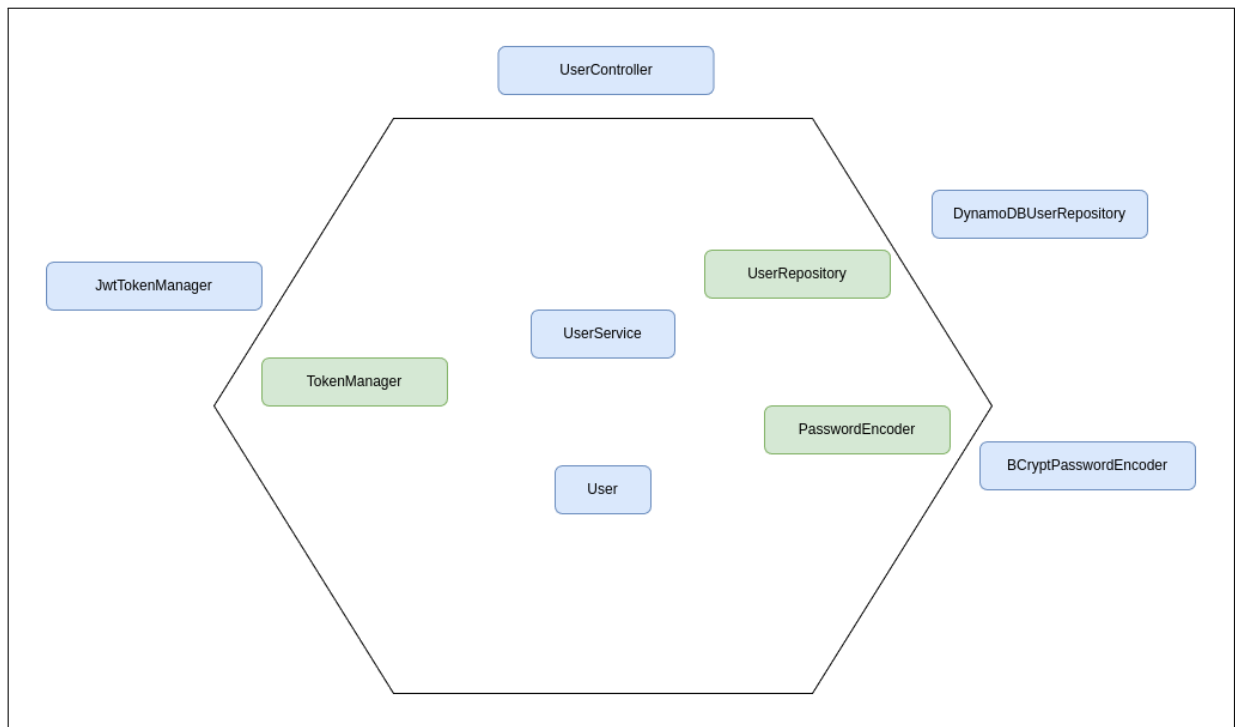 UserController
DynamoDBUserRepository
JwtTokenManager
UserRepository
UserService
TokenManager
PasswordEncoder
BCryptPasswordEncoder
User